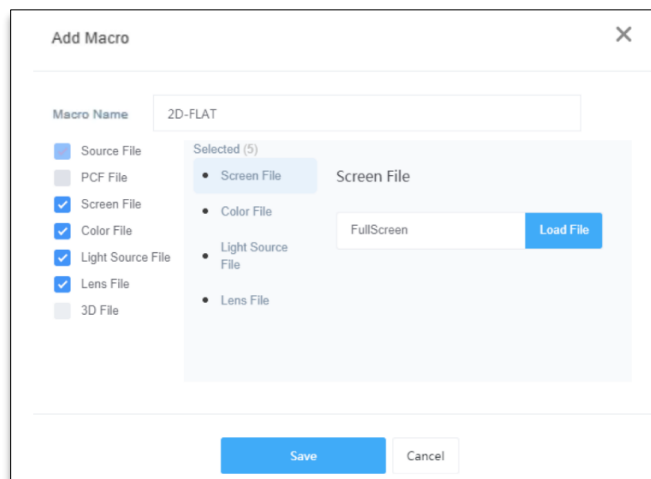 Add Macro
Macro Name
2D-FLAT
Source File
PCF File
Screen File
Color File
Light Source File
Lens File
3D File
Selected (5)
Screen File
Color File
Light Source
File
Lens File
Screen File
FullScreen
Load File
Save
Cancel